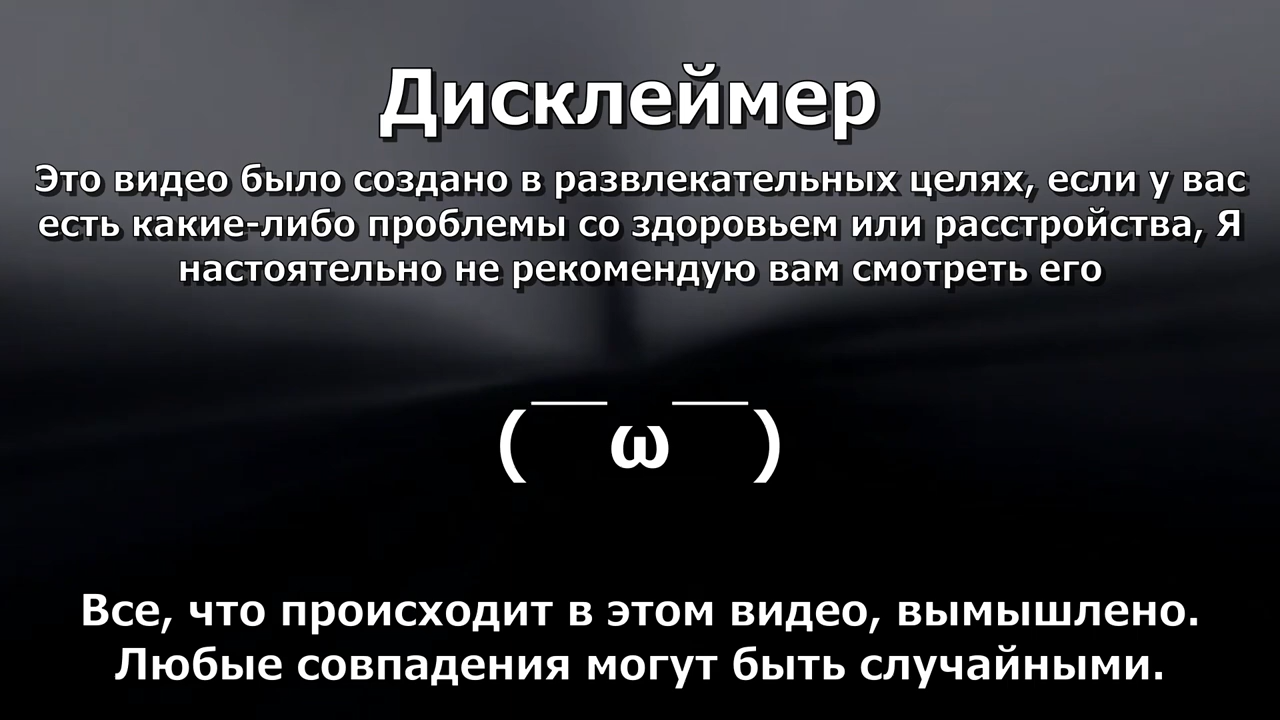 Дисклеймер
Это видео было создано в развлекательных целях, если у вас
есть какие-либо проблемы со здоровьем или расстройства, Я
настоятельно не рекомендую вам смотреть его
(￣ω￣)
Все, что происходит в этом видео, вымышлено.
Любые совпадения могут быть случайными.